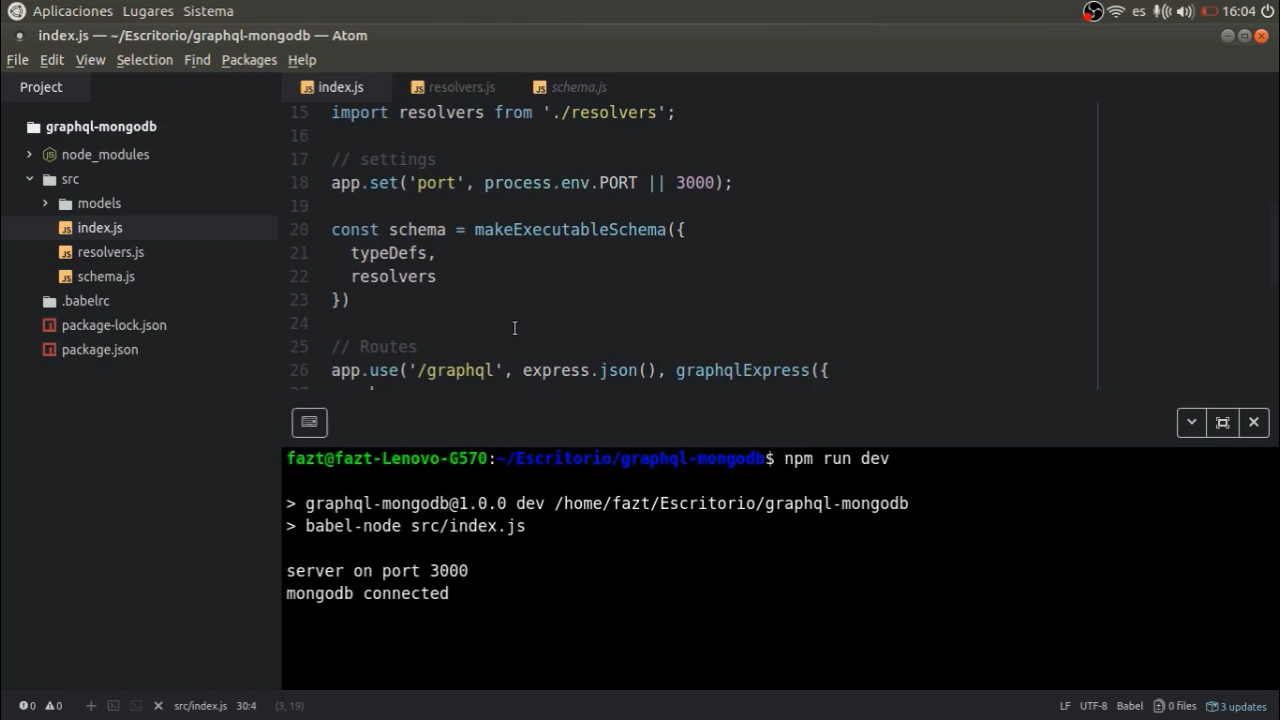 Aplicaciones Lugares Sistema
es 16:04
index.js — ~/Escritorio/graphql-mongodb — Atom
File Edit View Selection Find Packages Help
Project
graphql-mongodb
node_modules
src
models
index.js
resolvers.js
schema.js
.babelrc
package-lock.json
package.json
index.js resolvers.js schema.js
15 import resolvers from './resolvers';
16
17 // settings
18 app.set('port', process.env.PORT || 3000);
19
20 const schema = makeExecutableSchema({
21 typeDefs,
22 resolvers
23 })
24
25 // Routes
26 app.use('/graphql', express.json(), graphqlExpress({
fazt@fazt-Lenovo-G570:~/Escritorio/graphql-mongodb$ npm run dev
> graphql-mongodb@1.0.0 dev /home/fazt/Escritorio/graphql-mongodb
> babel-node src/index.js
server on port 3000
mongodb connected
0 0 src/index.js 30:4 (3, 19) LF UTF-8 Babel 0 files 3 updates